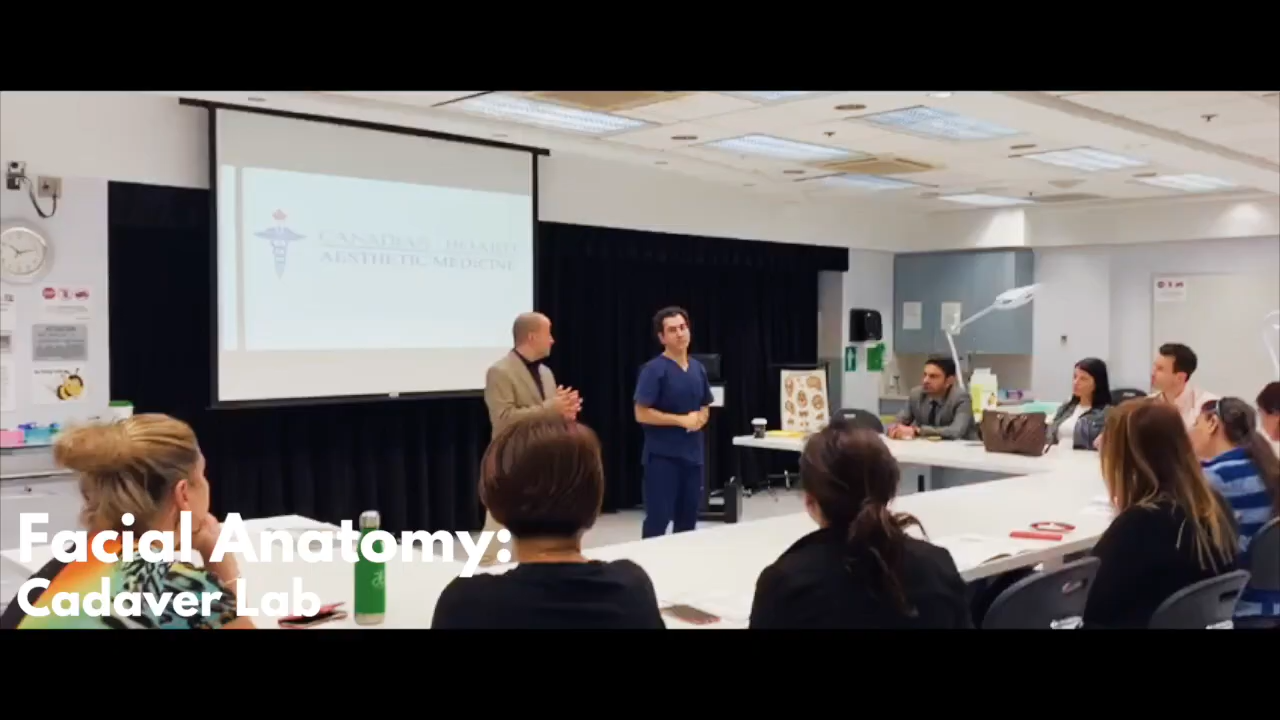 CANADIAN BOARD
AESTHETIC MEDICINE
Facial Anatomy:
Cadaver Lab